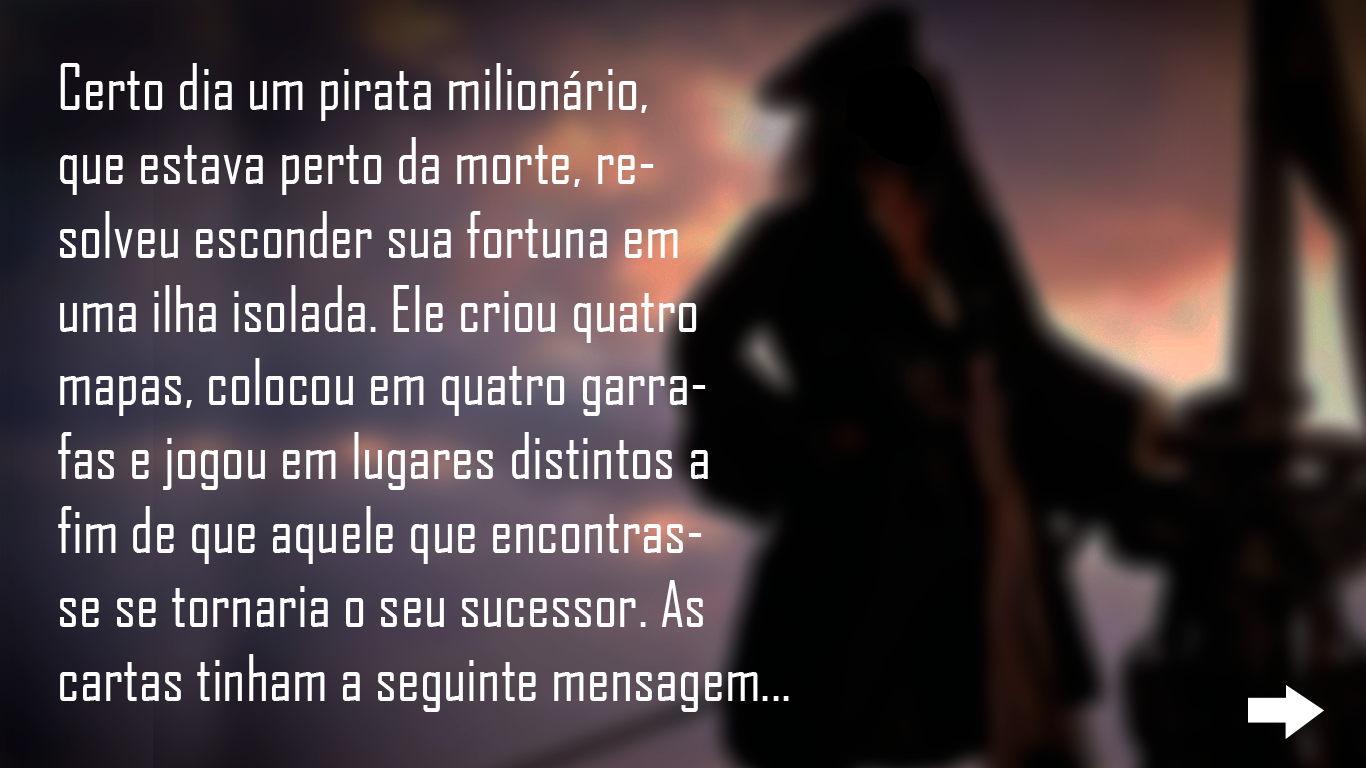 Certo dia um pirata milionário,
que estava perto da morte, re-
solveu esconder sua fortuna em
uma ilha isolada. Ele criou quatro
mapas, colocou em quatro garra-
fas e jogou em lugares distintos a
fim de que aquele que encontras-
se se tornaria o seu sucessor. As
cartas tinham a seguinte mensagem...